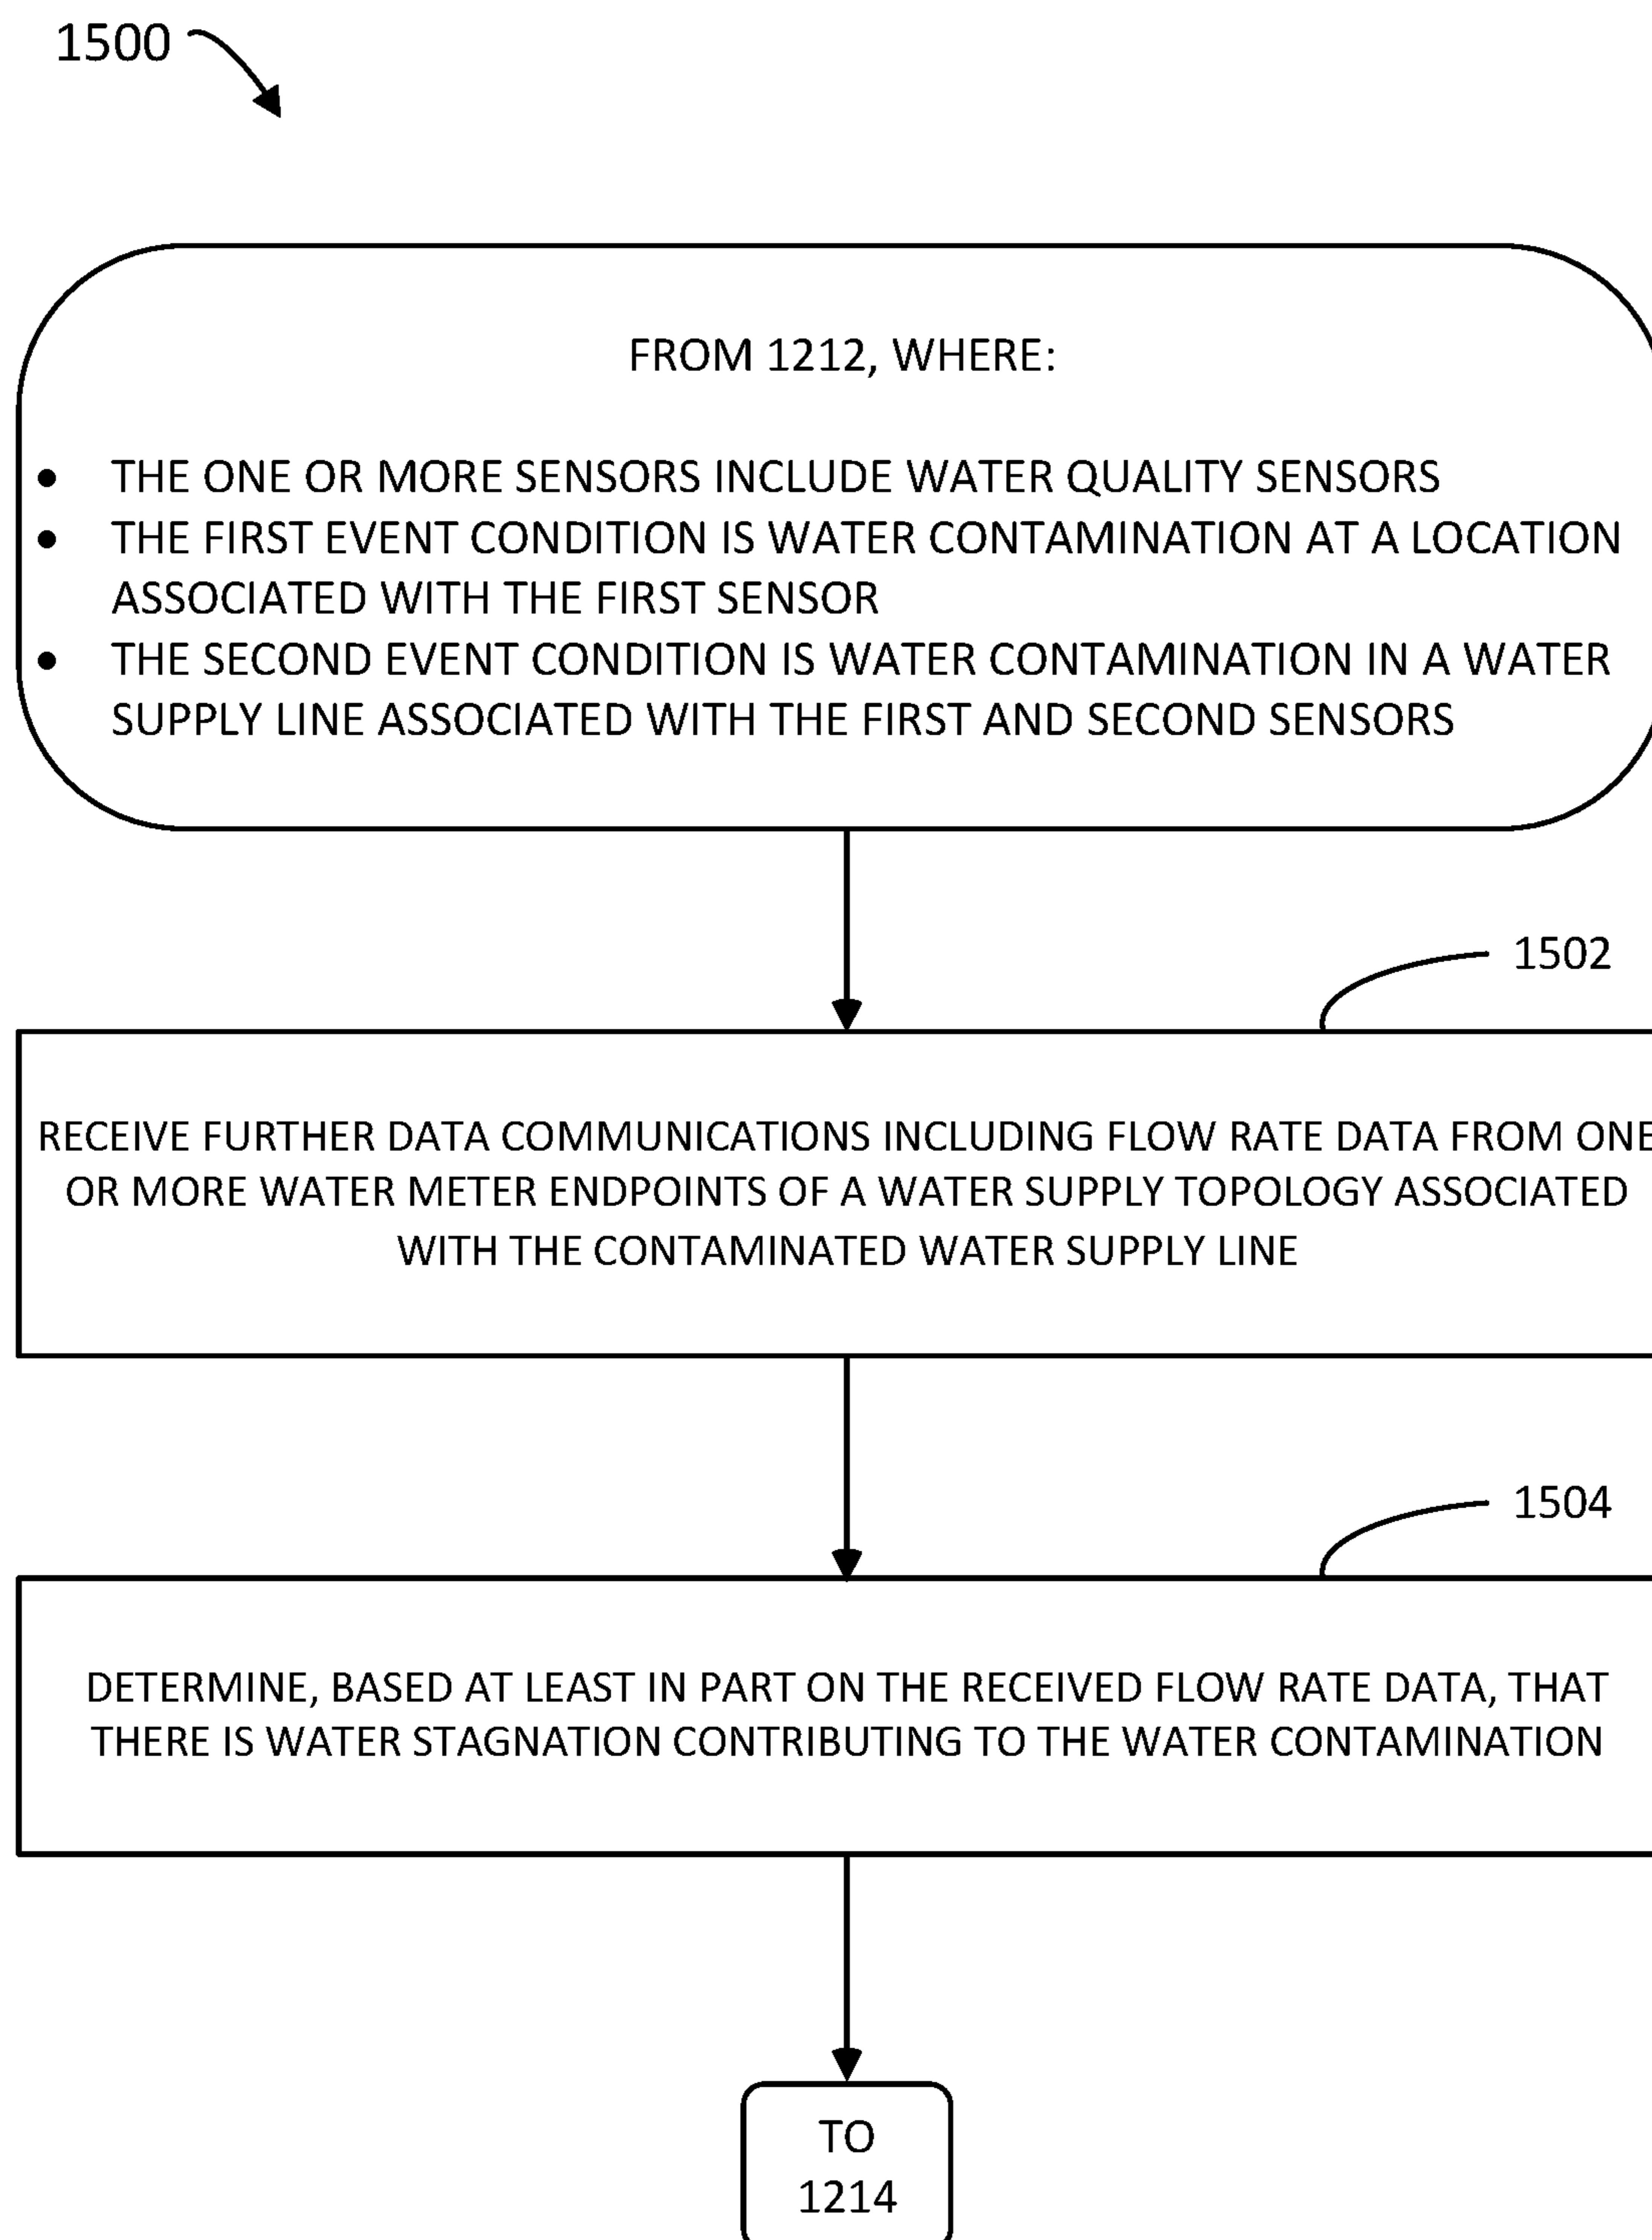 1500
FROM 1212, WHERE:
• THE ONE OR MORE SENSORS INCLUDE WATER QUALITY SENSORS
• THE FIRST EVENT CONDITION IS WATER CONTAMINATION AT A LOCATION
ASSOCIATED WITH THE FIRST SENSOR
• THE SECOND EVENT CONDITION IS WATER CONTAMINATION IN A WATER
SUPPLY LINE ASSOCIATED WITH THE FIRST AND SECOND SENSORS
1502
RECEIVE FURTHER DATA COMMUNICATIONS INCLUDING FLOW RATE DATA FROM ONE
OR MORE WATER METER ENDPOINTS OF A WATER SUPPLY TOPOLOGY ASSOCIATED
WITH THE CONTAMINATED WATER SUPPLY LINE
1504
DETERMINE, BASED AT LEAST IN PART ON THE RECEIVED FLOW RATE DATA, THAT
THERE IS WATER STAGNATION CONTRIBUTING TO THE WATER CONTAMINATION
TO
1214